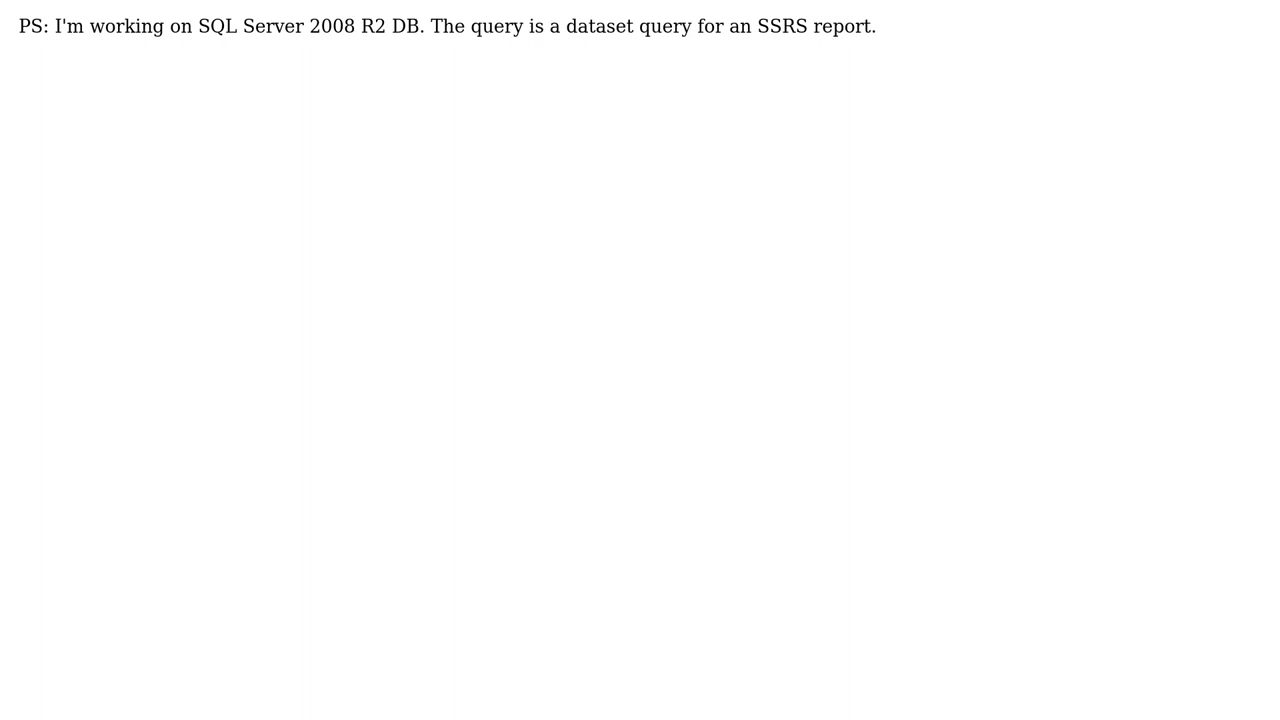 PS: I'm working on SQL Server 2008 R2 DB. The query is a dataset query for an SSRS report.